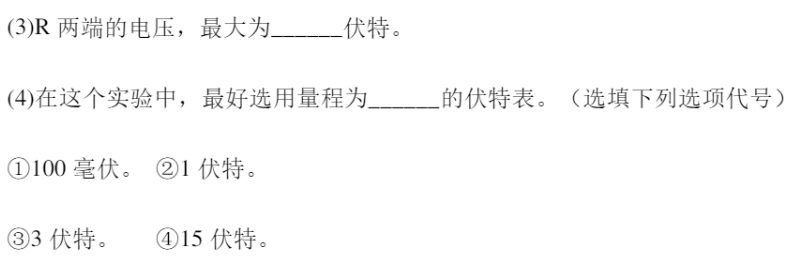 (3)R 两端的电压，最大为______伏特。
(4)在这个实验中，最好选用量程为______的伏特表。（选填下列选项代号）
①100 毫伏。 ②1 伏特。
③3 伏特。 ④15 伏特。